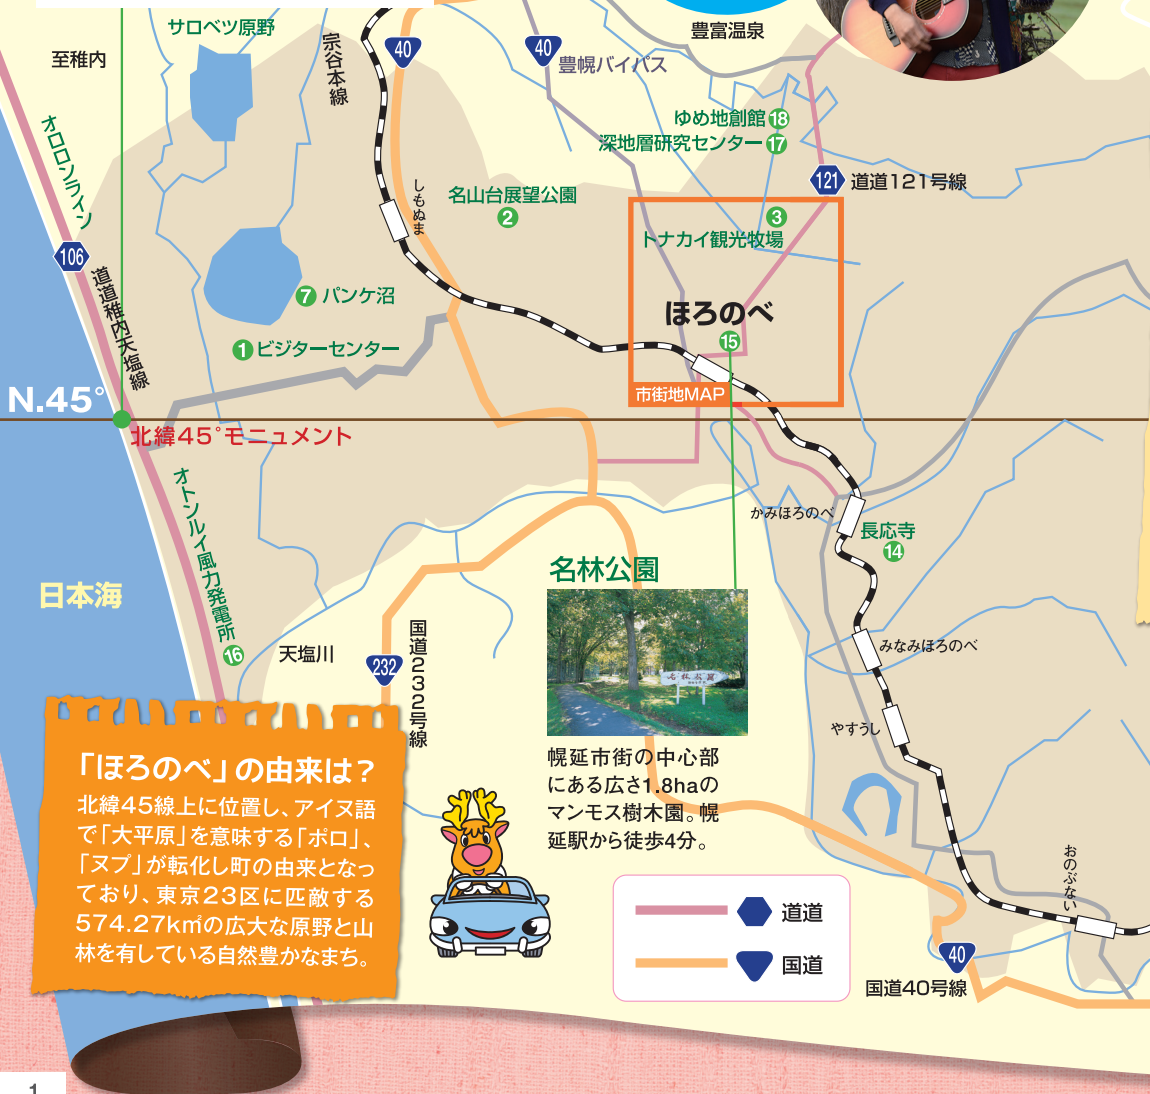 サロベツ原野
至稚内
宗谷本線
40
40
豊幌バイパス
豊富温泉
オロロンライン
ゆめ地創館 18
深地層研究センター 17
121
道道121号線
しもぬま
名山台展望公園
2
3
トナカイ観光牧場
106
道道稚内天塩線
7 パンケ沼
ほろのべ
15
1 ビジターセンター
市街地MAP
N.45°
北緯45°モニュメント
オトンルイ風力発電所
16
かみほろのべ
長応寺
14
名林公園
日本海
天塩川
232
国道232号線
名林公園
みなみほろのべ
やすうし
幌延市街の中心部
にある広さ1.8haの
マンモス樹木園。幌
延駅から徒歩4分。
「ほろのべ」の由来は?
北緯45線上に位置し、アイヌ語
で「大平原」を意味する「ポロ」、
「ヌプ」が転化し町の由来となっ
ており、東京23区に匹敵する
574.27k㎡の広大な原野と山
林を有している自然豊かなまち。
おのぶない
道道
国道
40
国道40号線
1